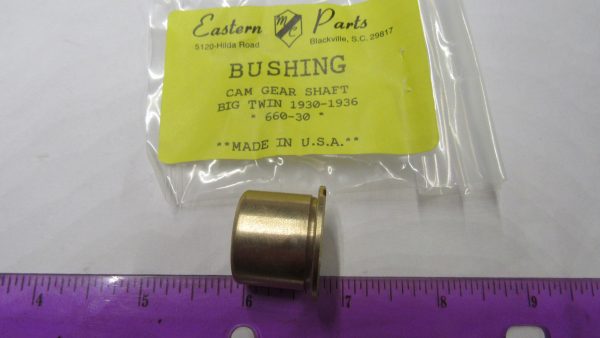 Eastern MC Parts
5120-Hilda Road Blackville, S.C. 29817
BUSHING
CAM GEAR SHAFT
BIG TWIN 1930-1936
* 660-30 *
**MADE IN U.S.A.**
4 5 6 7 8 9